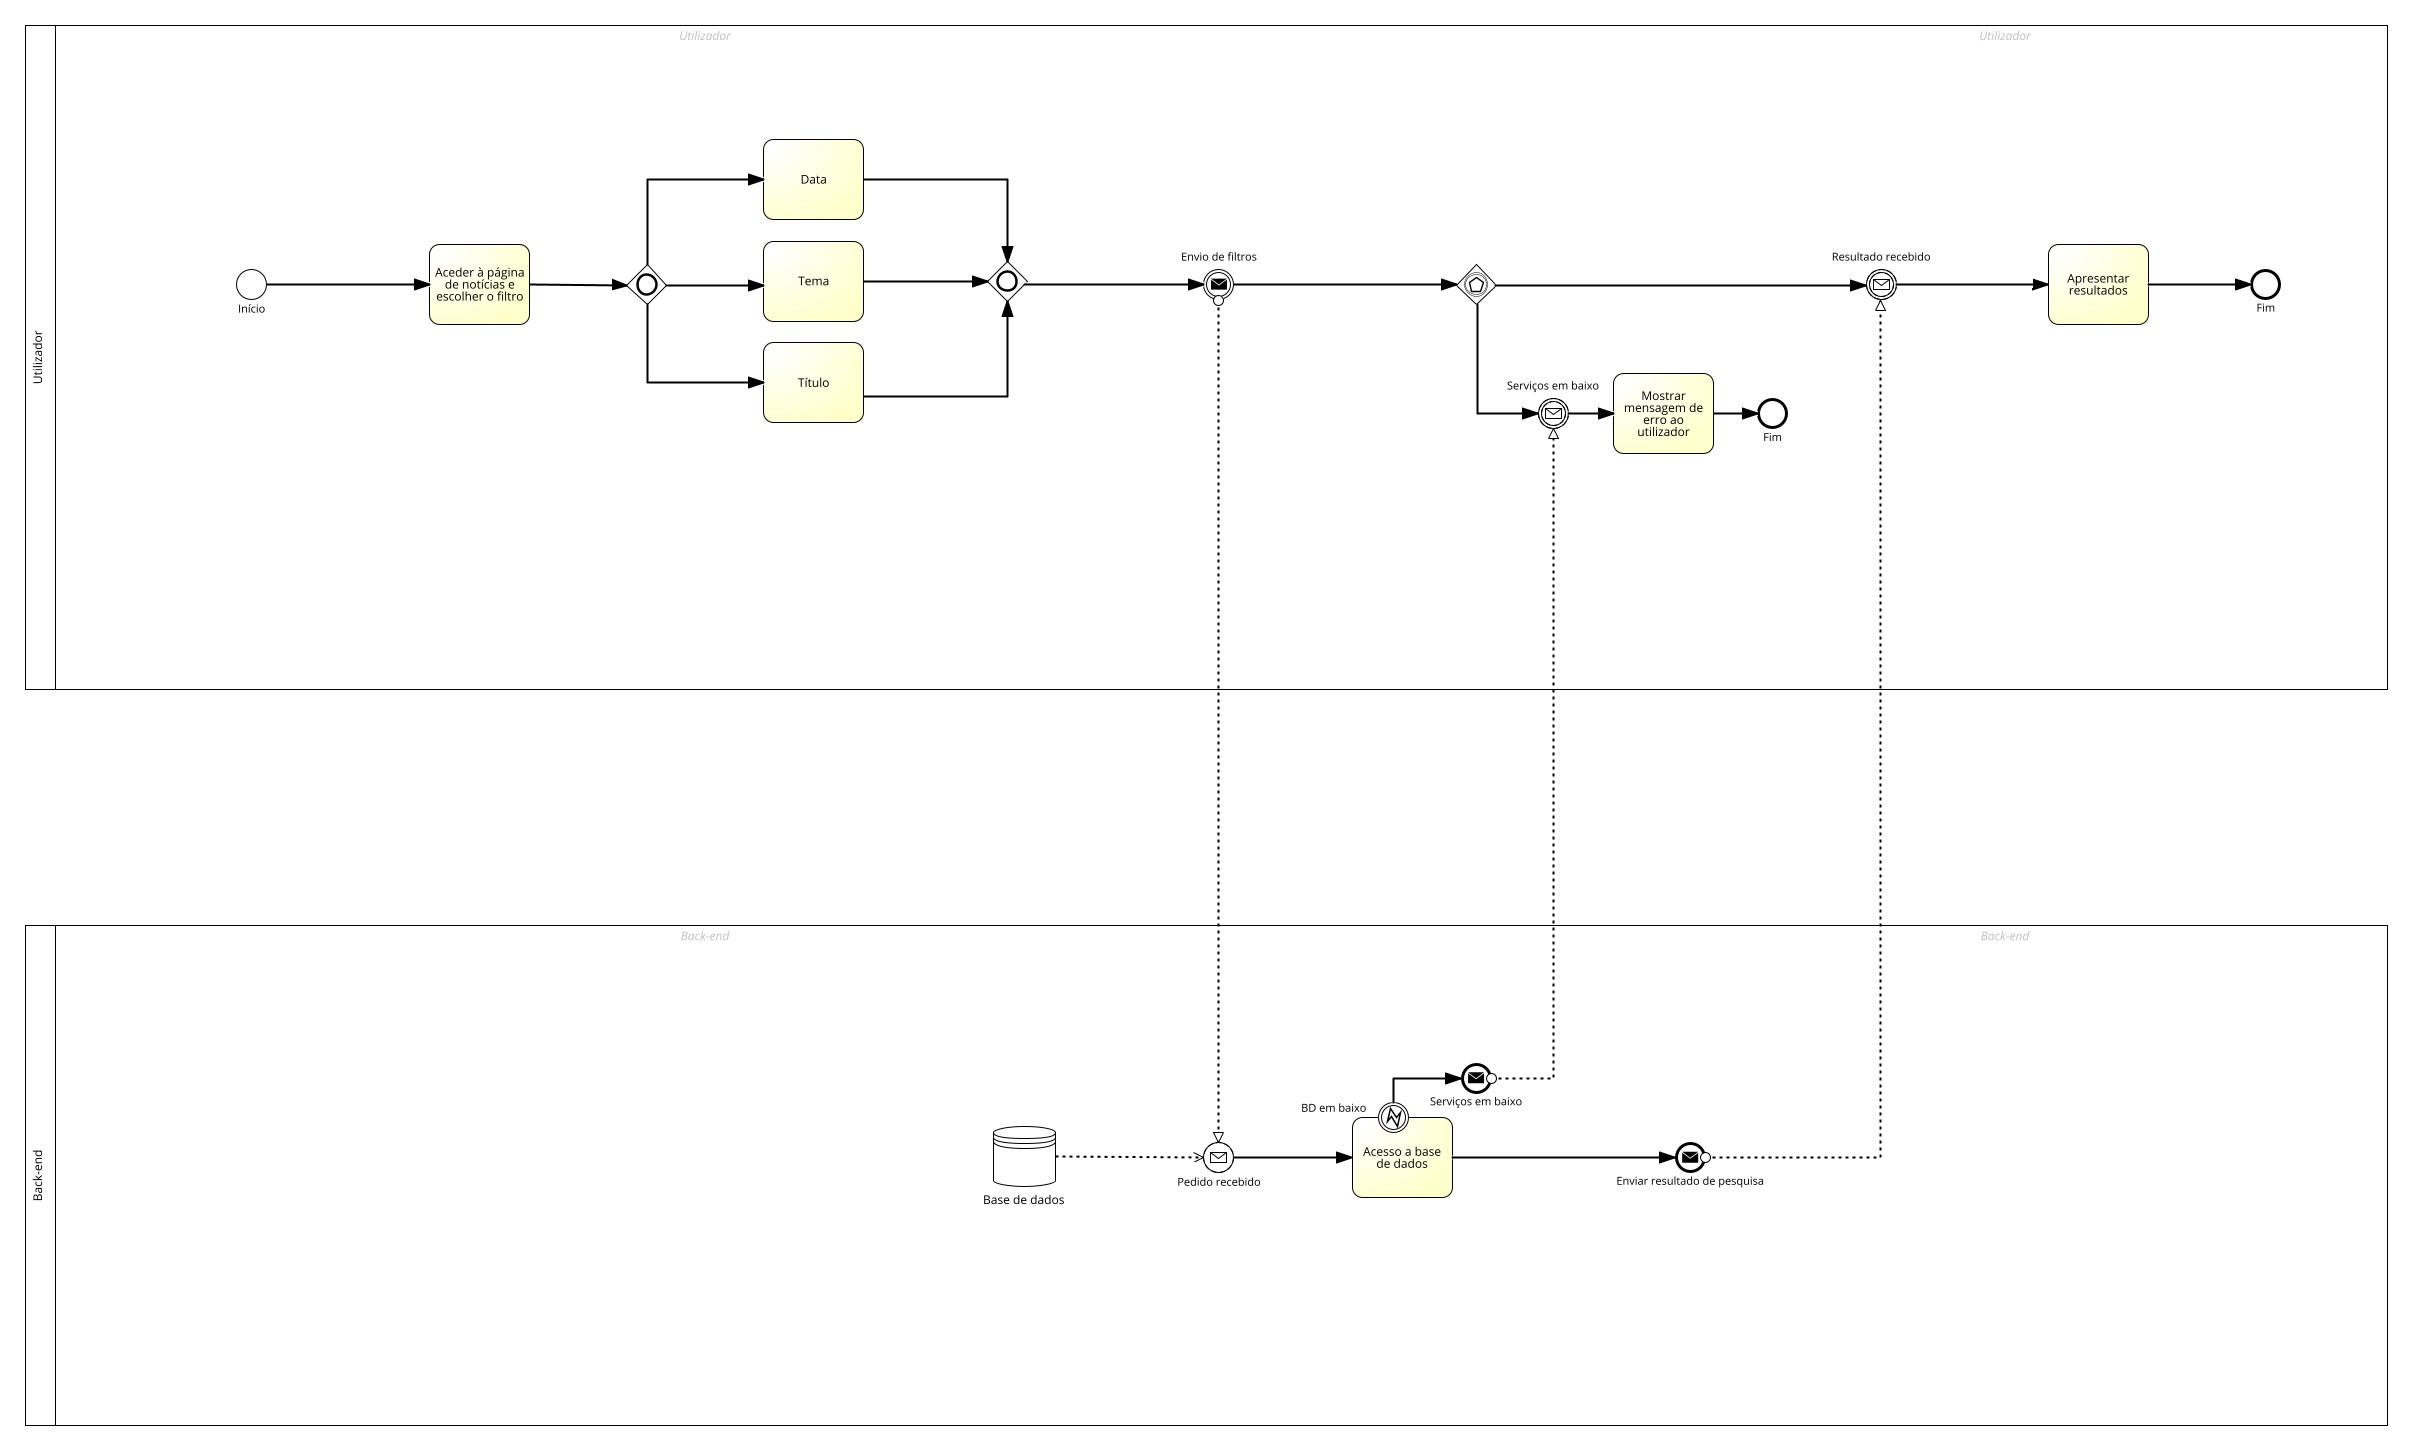 Utilizador
Utilizador
Utilizador
Data
Aceder à página
de notícias e
escolher o filtro
Início
Tema
Título
Envio de filtros
Resultado recebido
Apresentar
resultados
Fim
Serviços em baixo
Mostrar
mensagem de
erro ao
utilizador
Fim
Back-end
Back-end
Back-end
Serviços em baixo
BD em baixo
Acesso a base
de dados
Base de dados
Pedido recebido
Enviar resultado de pesquisa